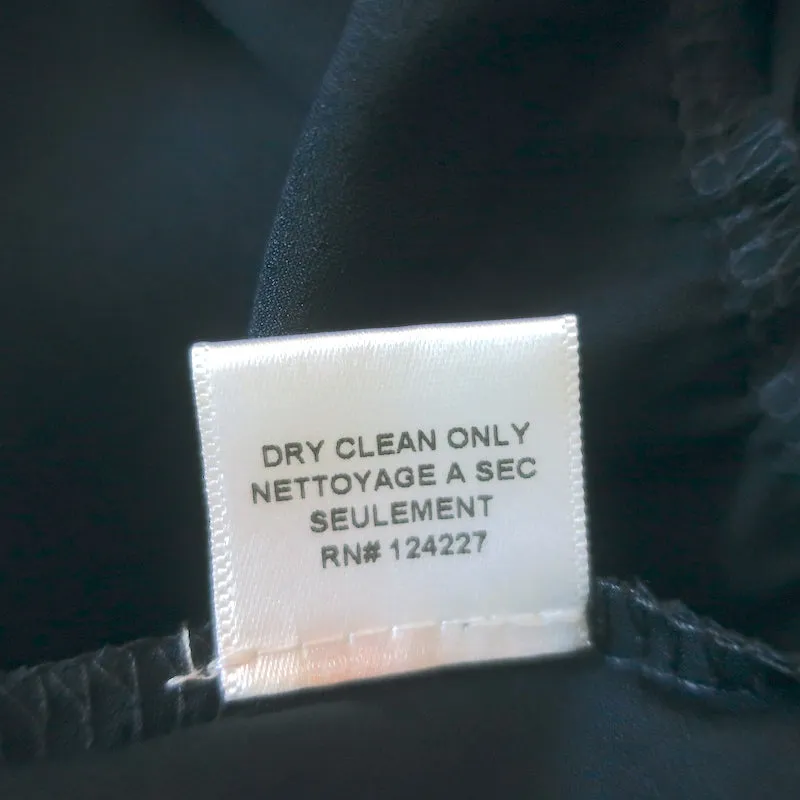 DRY CLEAN ONLY
NETTOYAGE A SEC
SEULEMENT
RN# 124227